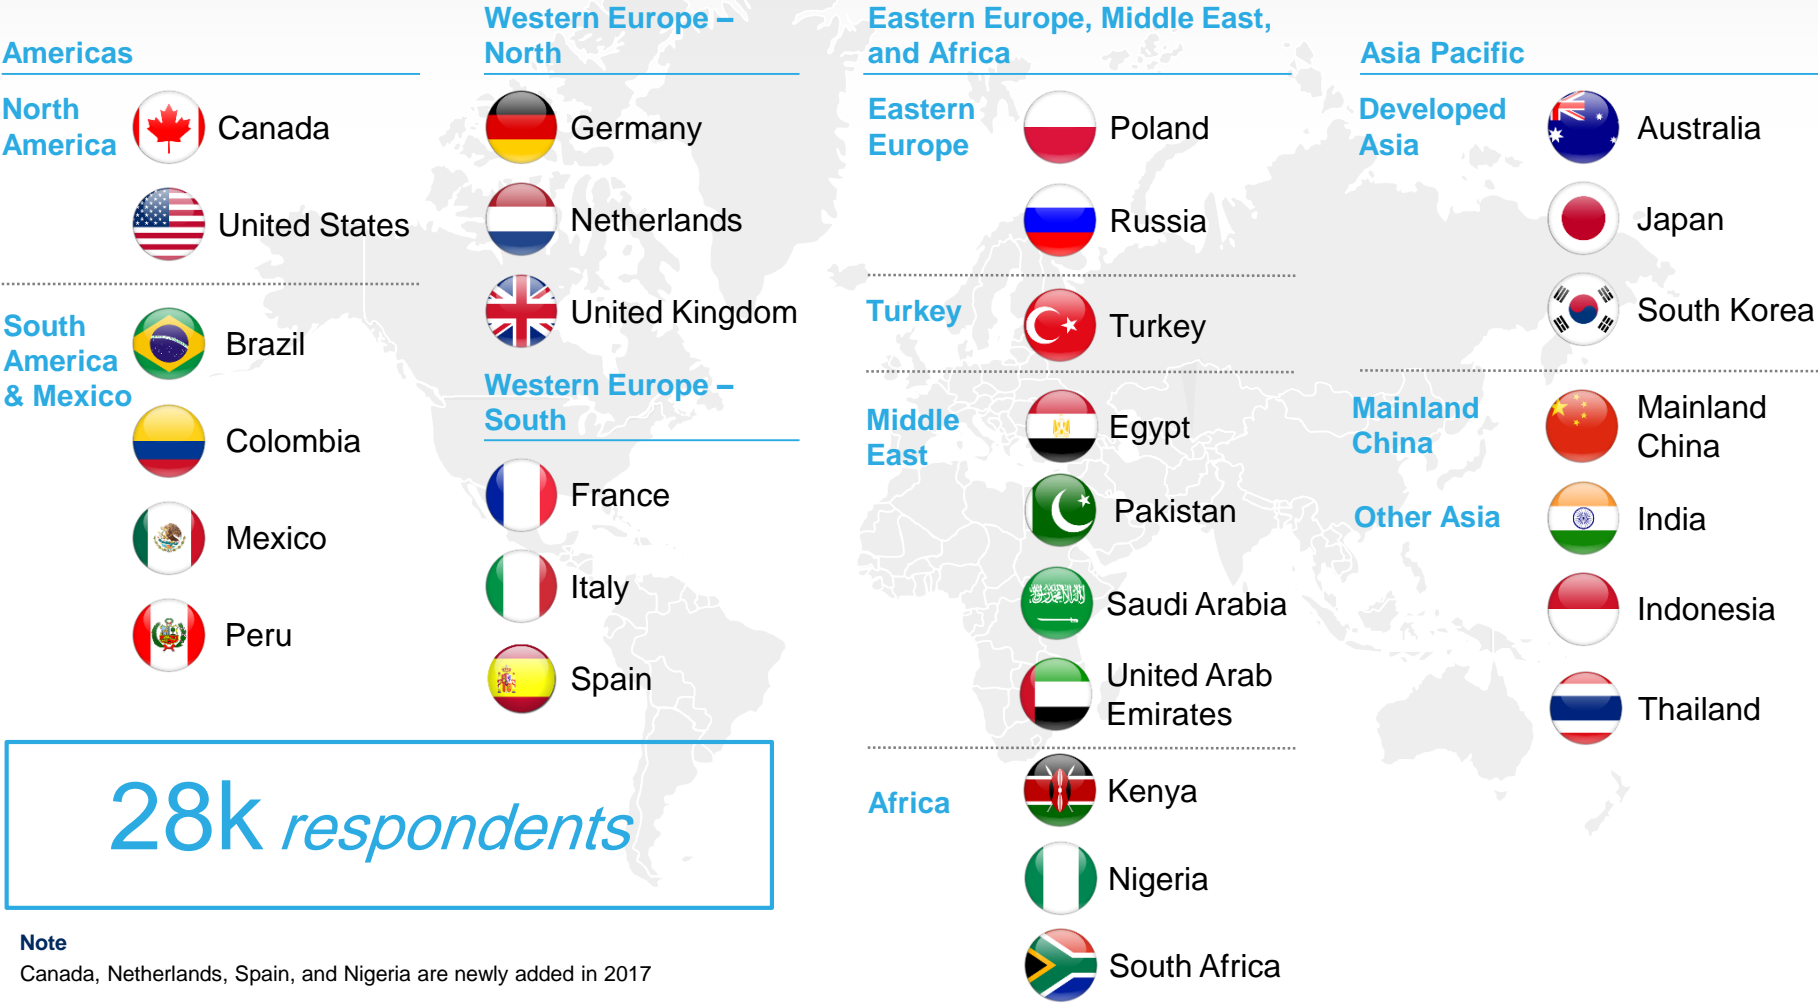 Americas
North
America
Canada
United States
South
America
& Mexico
Brazil
Colombia
Mexico
Peru
Western Europe –
North
Germany
Netherlands
United Kingdom
Western Europe –
South
France
Italy
Spain
Eastern Europe, Middle East,
and Africa
Eastern
Europe
Poland
Russia
Turkey
Turkey
Middle
East
Egypt
Pakistan
Saudi Arabia
United Arab
Emirates
Africa
Kenya
Nigeria
South Africa
Asia Pacific
Developed
Asia
Australia
Japan
South Korea
Mainland
China
Mainland
China
Other Asia
India
Indonesia
Thailand
28k respondents
Note
Canada, Netherlands, Spain, and Nigeria are newly added in 2017